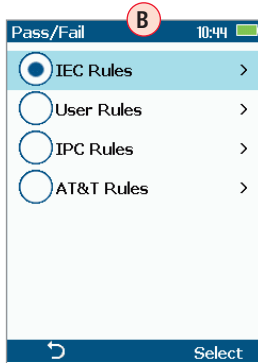 B
Pass/Fail 10:44
IEC Rules >
User Rules >
IPC Rules >
AT&T Rules >
Select